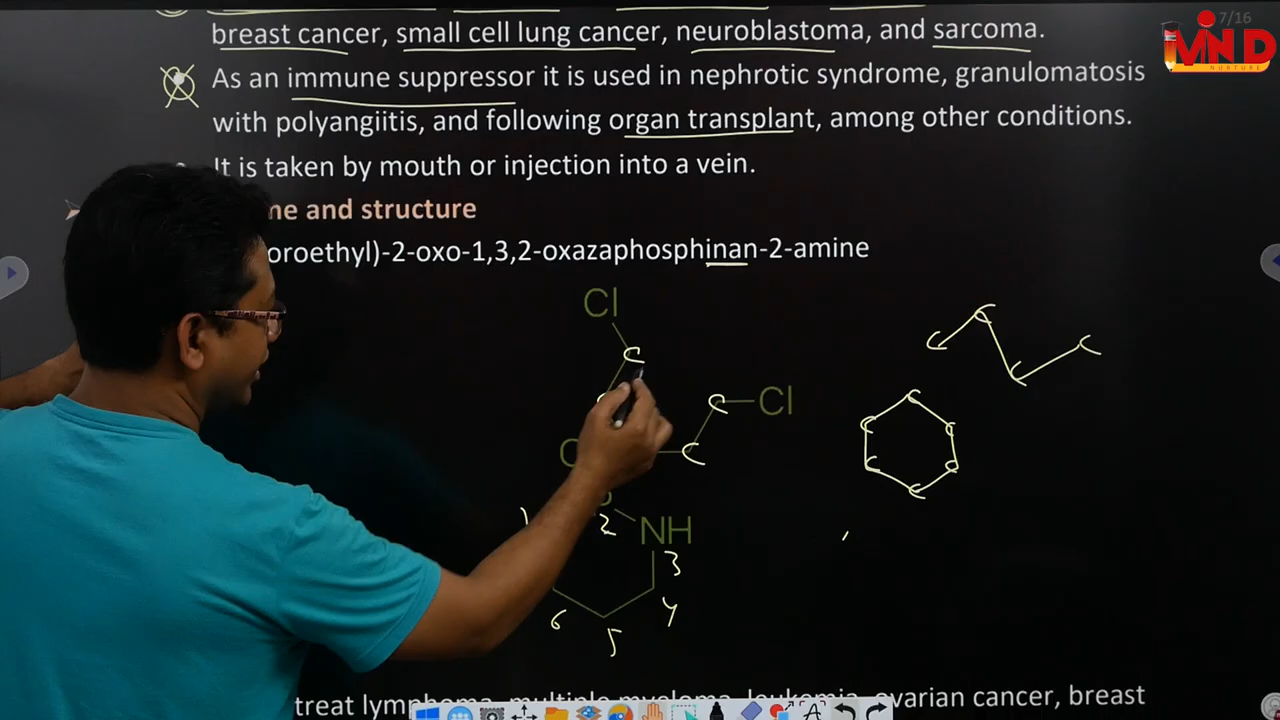 7/16
MIND
NURTURE
breast cancer, small cell lung cancer, neuroblastoma, and sarcoma.
As an immune suppressor it is used in nephrotic syndrome, granulomatosis
with polyangiitis, and following organ transplant, among other conditions.
It is taken by mouth or injection into a vein.
and structure
oroethyl)-2-oxo-1,3,2-oxazaphosphinan-2-amine
Cl
C
C
Cl
C
NH
1
2
3
4
5
6
C
C
C
C
C
C
C
C
C
C
treat lymphoma, multiple myeloma, leukemia, ovarian cancer, breast